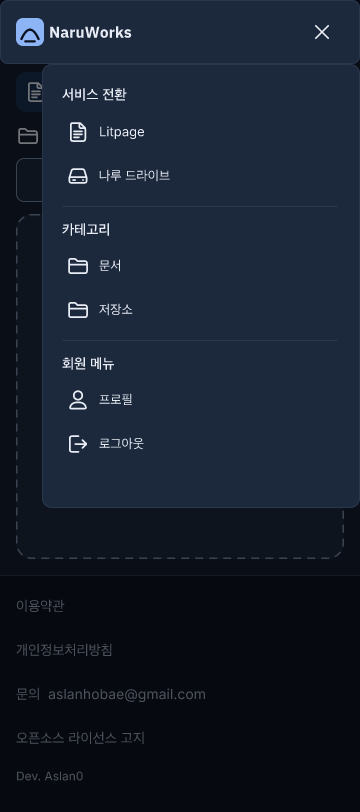 NaruWorks
서비스 전환
Litpage
나루 드라이브
카테고리
문서
저장소
회원 메뉴
프로필
로그아웃
이용약관
개인정보처리방침
문의 aslanhobae@gmail.com
오픈소스 라이선스 고지
Dev. Aslan0